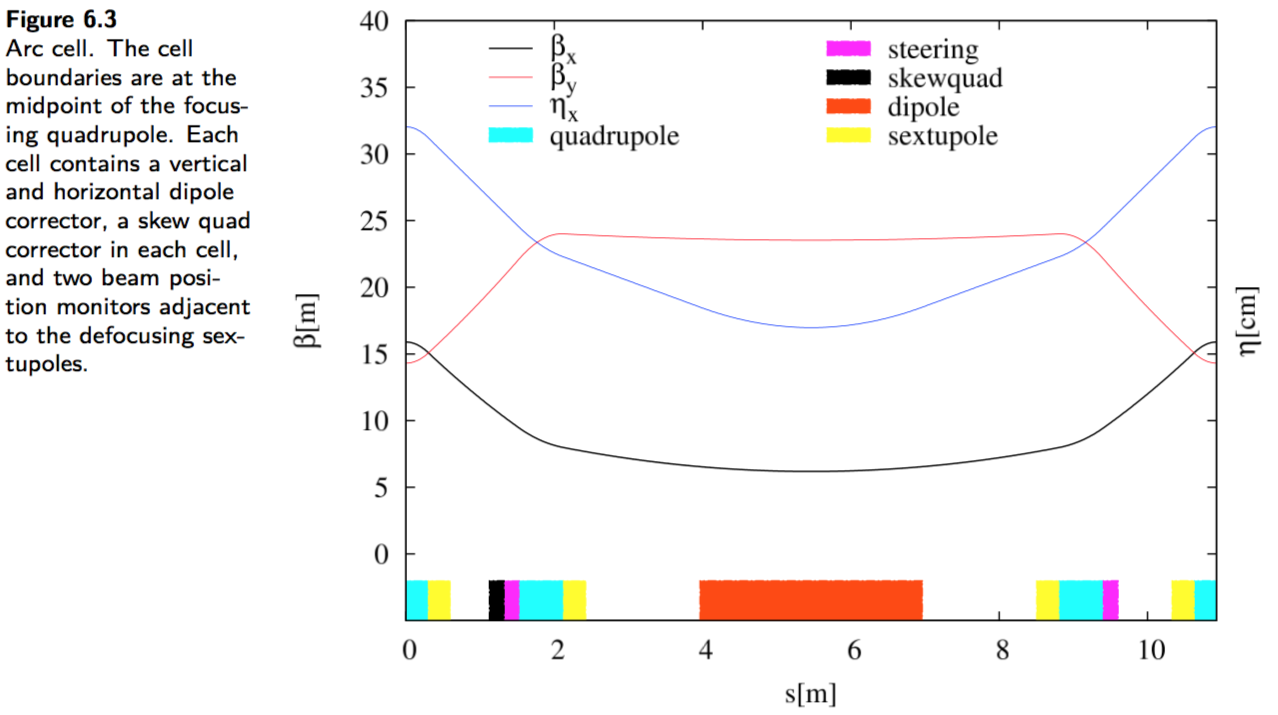 Figure 6.3
Arc cell. The cell
boundaries are at the
midpoint of the focus-
ing quadrupole. Each
cell contains a vertical
and horizontal dipole
corrector, a skew quad
corrector in each cell,
and two beam posi-
tion monitors adjacent
to the defocusing sex-
tupoles.
40
35
30
25
20
15
10
5
0
β[m]
βx
βy
ηx
quadrupole
steering
skewquad
dipole
sextupole
η[cm]
0 2 4 6 8 10
s[m]